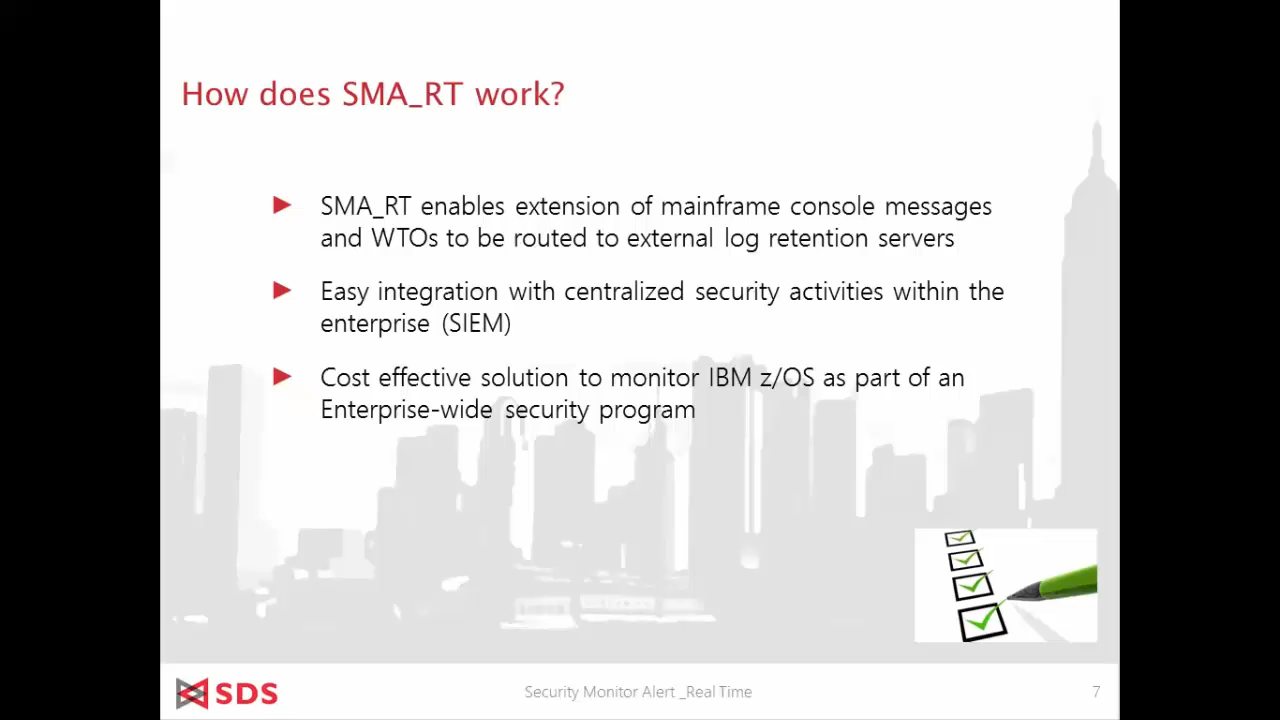 How does SMA_RT work?
SMA_RT enables extension of mainframe console messages
and WTOs to be routed to external log retention servers
Easy integration with centralized security activities within the
enterprise (SIEM)
Cost effective solution to monitor IBM z/OS as part of an
Enterprise-wide security program
SDS
Security Monitor Alert _Real Time
7